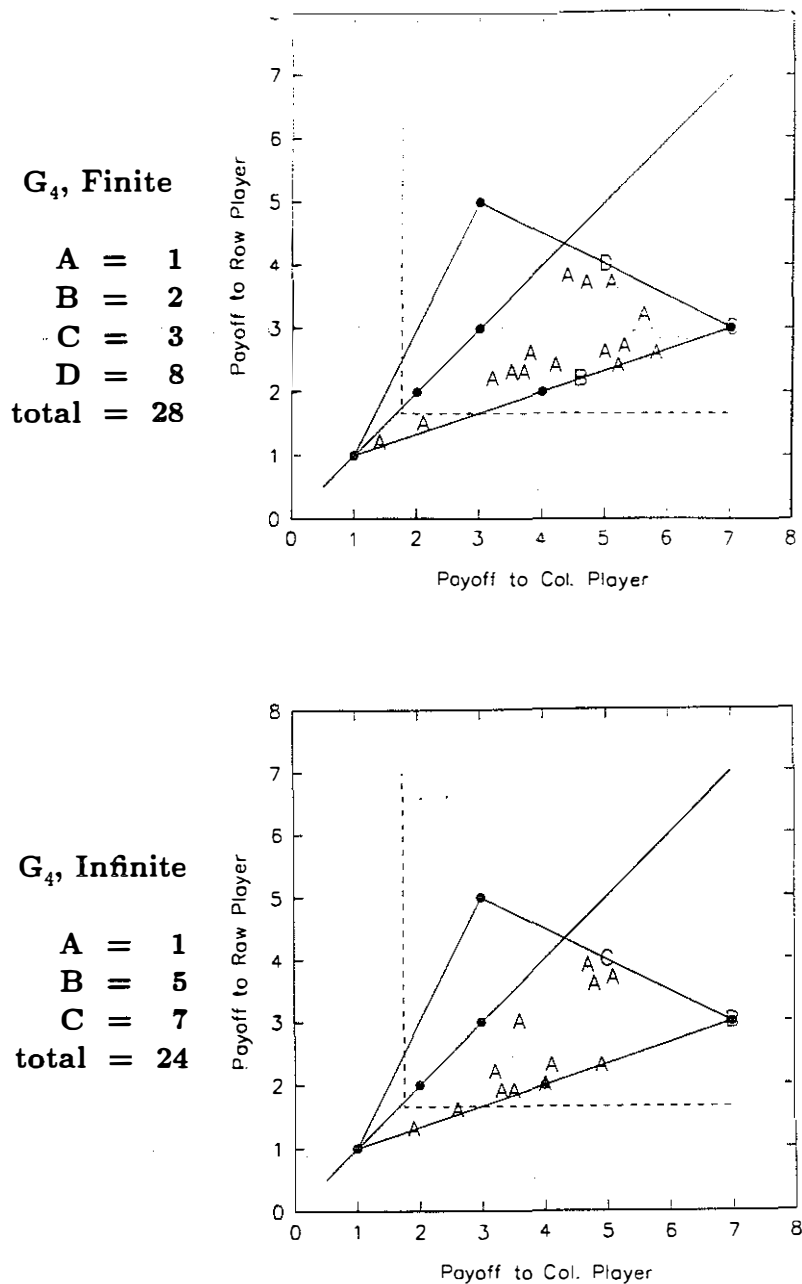 G₄, Finite
A = 1
B = 2
C = 3
D = 8
total = 28
Payoff to Row Player
7
6
5
4
3
2
1
0
D
A A A
A
A A A
A A A A A A A
B
A
A
0 1 2 3 4 5 6 7 8
Payoff to Col. Player
G₄, Infinite
A = 1
B = 5
C = 7
total = 24
Payoff to Row Player
8
7
6
5
4
3
2
1
0
C
A
A A
A
A A A
A A A
A
A
B
0 1 2 3 4 5 6 7 8
Payoff to Col. Player